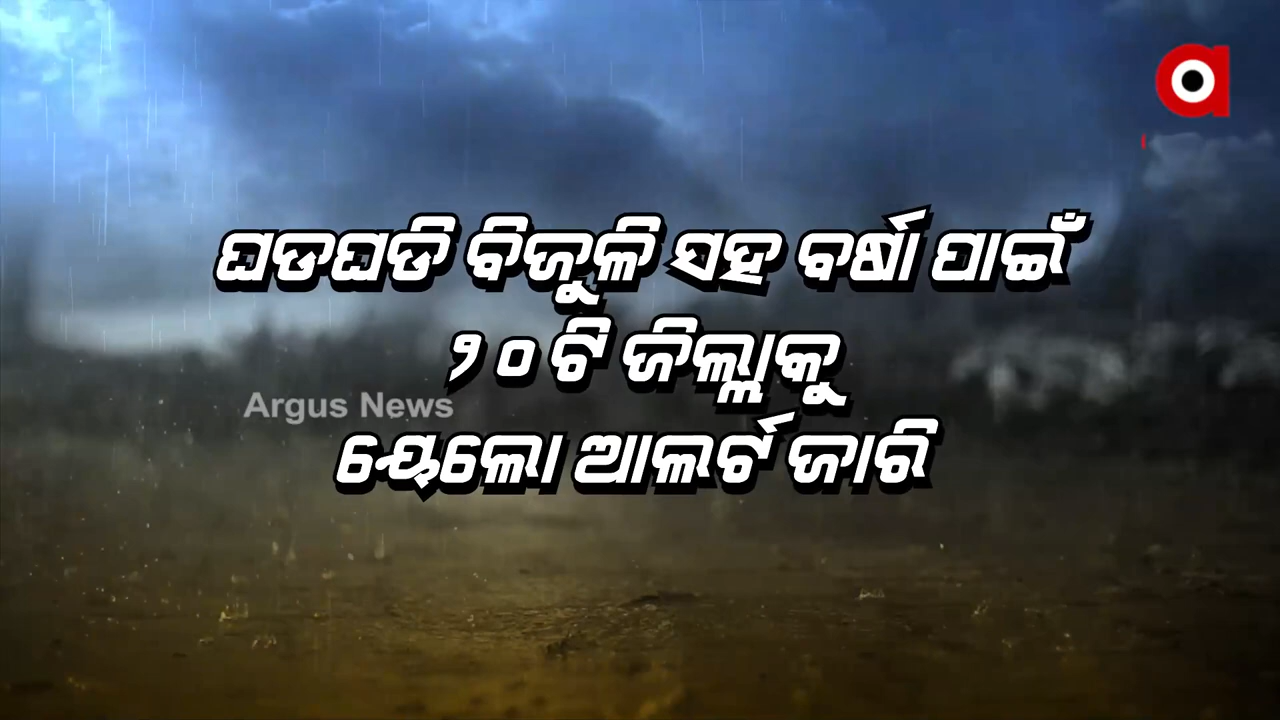 ଘଡଘଡି ବିଜୁଳି ସହ ବର୍ଷା ପାଇଁ
୨୦ଟି ଜିଲ୍ଲାକୁ
Argus News
ୟେଲୋ ଆଲର୍ଟ ଜାରି